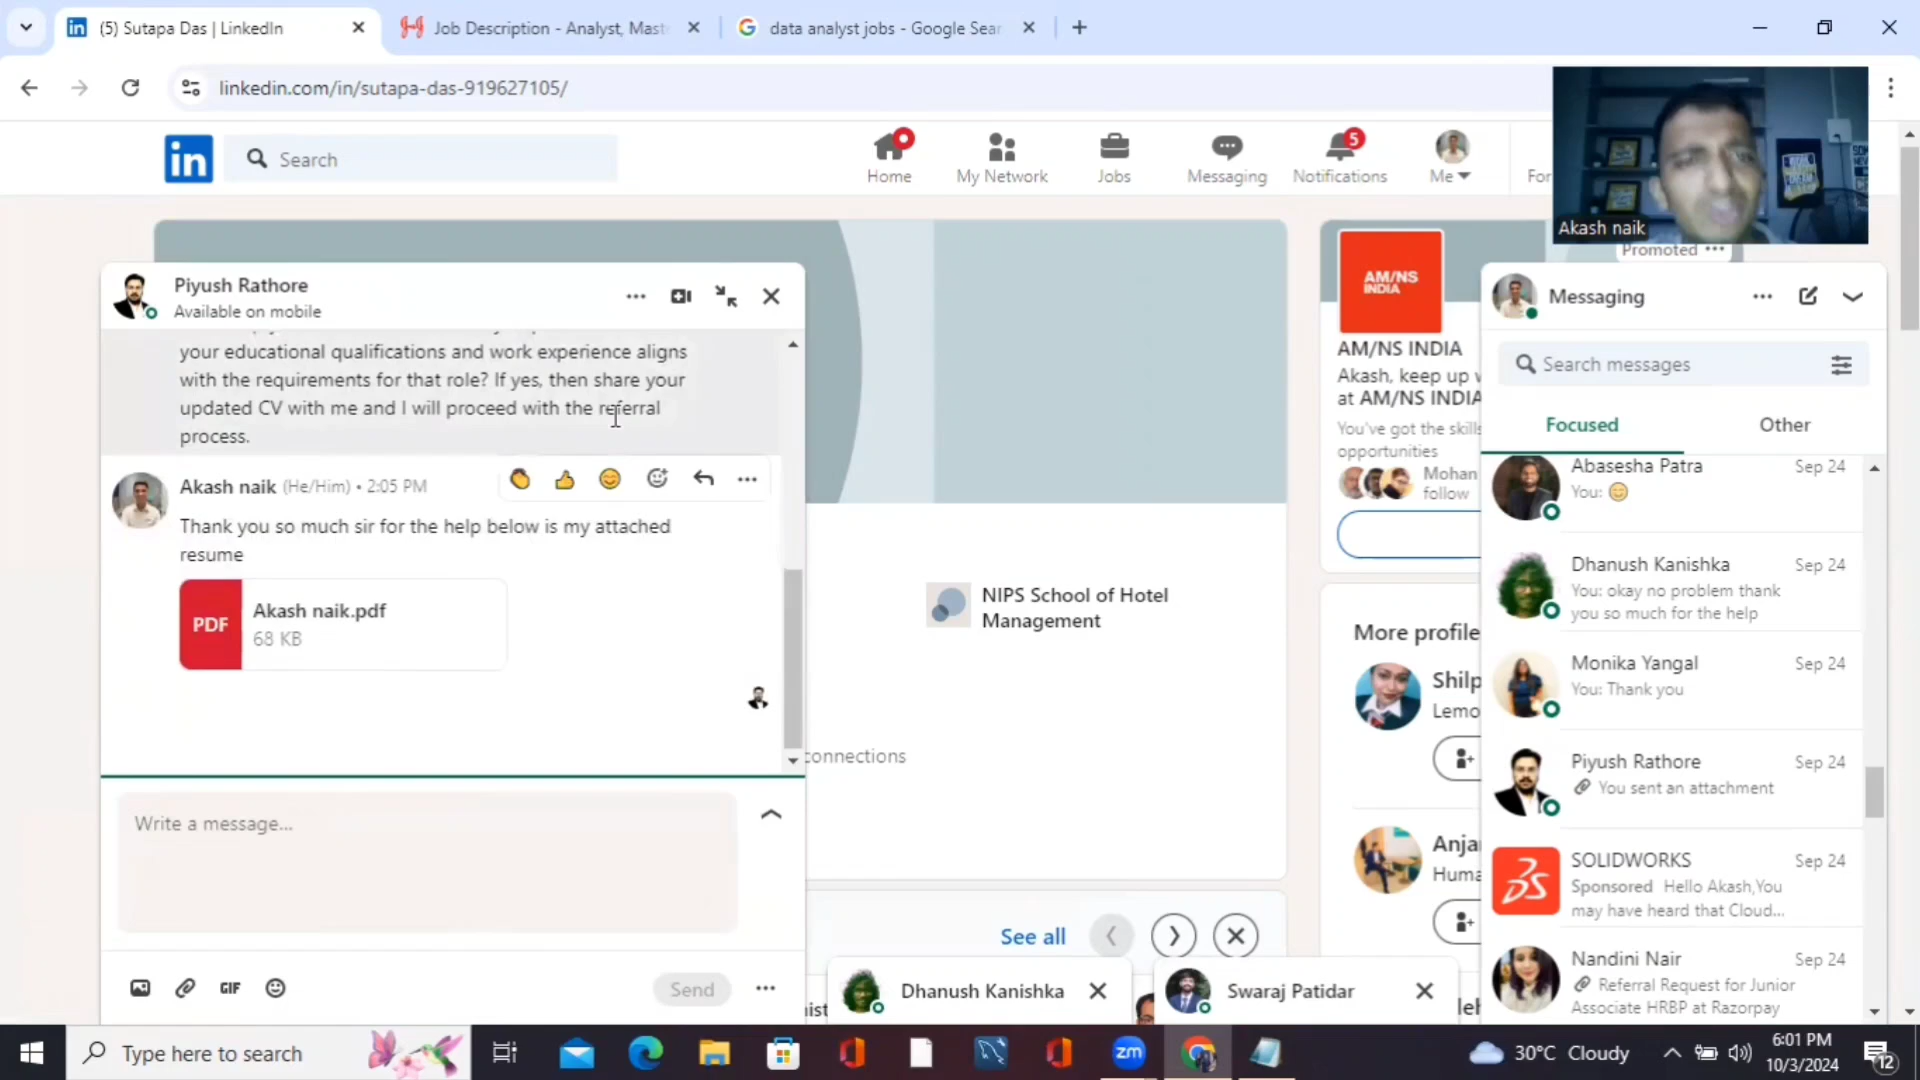 (5) Sutapa Das | LinkedIn
Job Description - Analyst, Mast
data analyst jobs - Google Sear
linkedin.com/in/sutapa-das-919627105/
Search
Home
My Network
Jobs
Messaging
Notifications
5
Me
For
Akash naik
Promoted
Piyush Rathore
Available on mobile
your educational qualifications and work experience aligns
with the requirements for that role? If yes, then share your
updated CV with me and I will proceed with the referral
process.
Akash naik (He/Him) • 2:05 PM
Thank you so much sir for the help below is my attached
resume
PDF
Akash naik.pdf
68 KB
Write a message...
GIF
Send
NIPS School of Hotel
Management
connections
See all
Dhanush Kanishka
Swaraj Patidar
AM/NS
INDIA
AM/NS INDIA
Akash, keep up
at AM/NS INDIA
You've got the skills
opportunities
Mohan
follow
More profile
Shilp
Lemo
Anja
Huma
Messaging
Search messages
Focused
Other
Abasesha Patra
Sep 24
You: 😊
Dhanush Kanishka
Sep 24
You: okay no problem thank
you so much for the help
Monika Yangal
Sep 24
You: Thank you
Piyush Rathore
Sep 24
You sent an attachment
SOLIDWORKS
Sep 24
Sponsored Hello Akash,You
may have heard that Cloud...
Nandini Nair
Sep 24
Referral Request for Junior
Associate HRBP at Razorpay
Type here to search
zm
30°C Cloudy
6:01 PM
10/3/2024
12